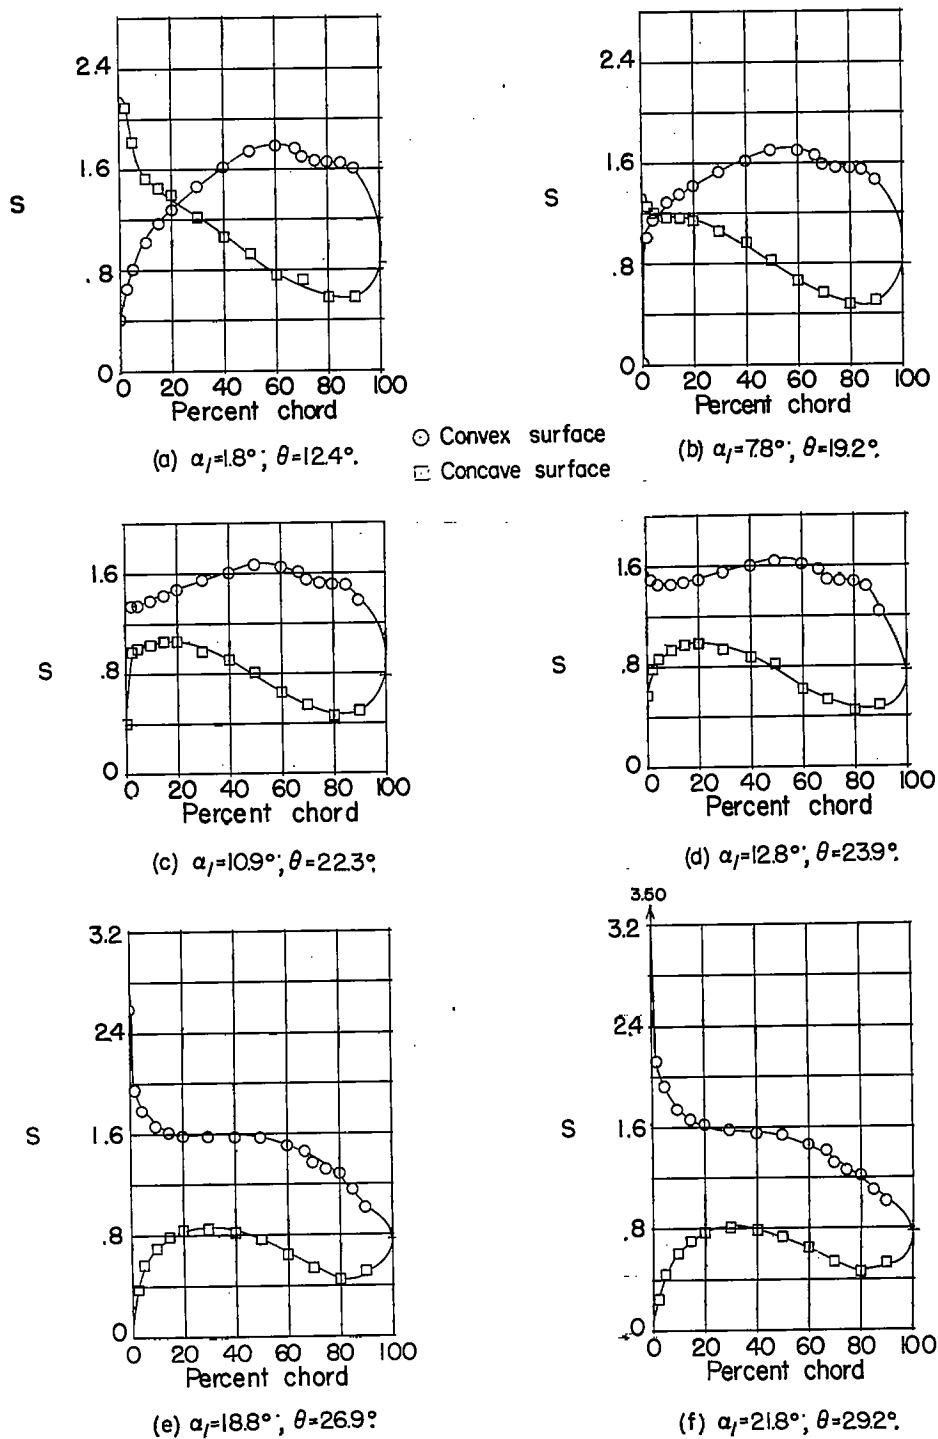 2.4
1.6
S
.8
0
0 20 40 60 80 100
Percent chord
(a) α₁=1.8°; θ=12.4°.
2.4
1.6
S
.8
0
0 20 40 60 80 100
Percent chord
(b) α₁=7.8°; θ=19.2°.
Convex surface
Concave surface
1.6
S
.8
0
0 20 40 60 80 100
Percent chord
(c) α₁=10.9°; θ=22.3°.
1.6
S
.8
0
0 20 40 60 80 100
Percent chord
(d) α₁=12.8°; θ=23.9°.
3.2
2.4
S
1.6
.8
0
0 20 40 60 80 100
Percent chord
(e) α₁=18.8°; θ=26.9°.
3.50
3.2
2.4
S
1.6
.8
0
0 20 40 60 80 100
Percent chord
(f) α₁=21.8°; θ=29.2°.